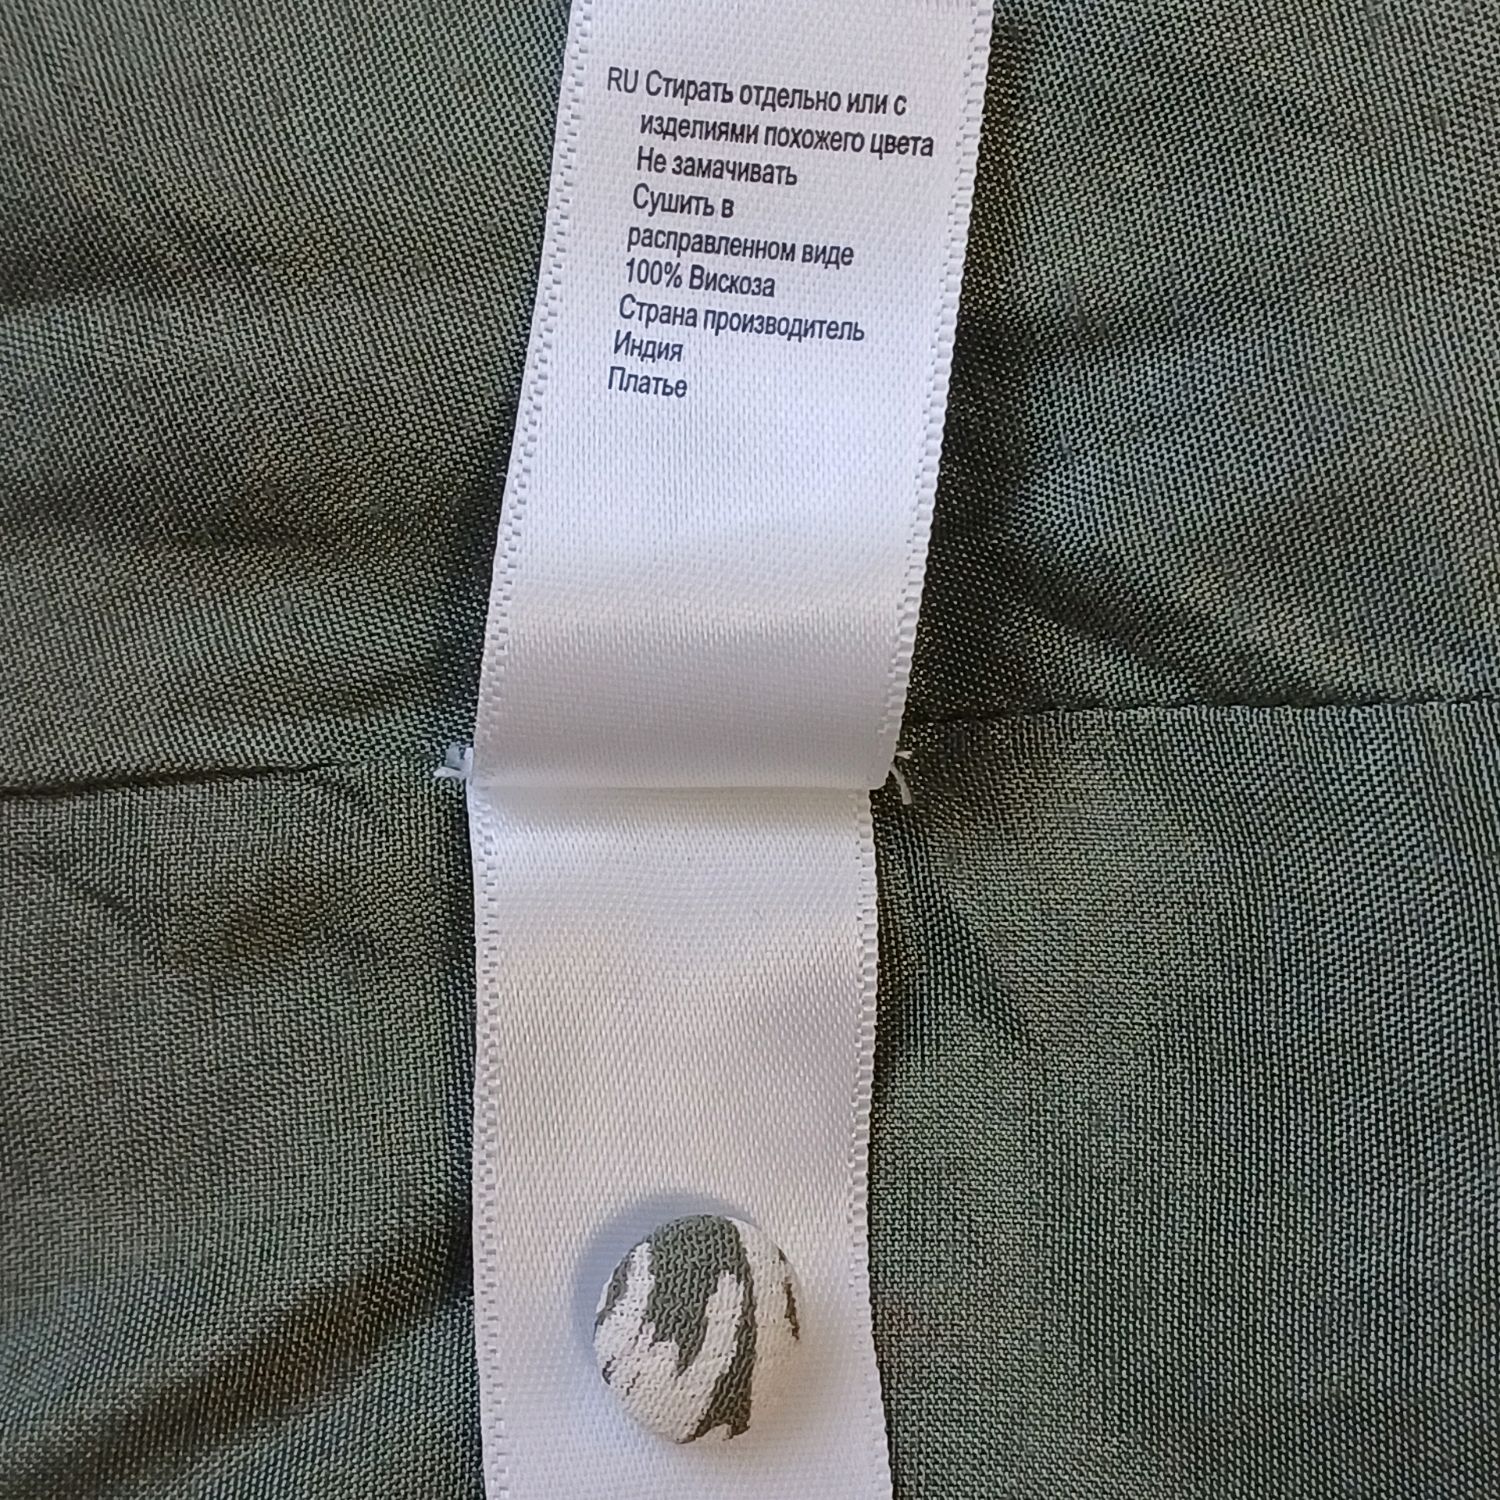 RU Стирать отдельно или с
изделиями похожего цвета
Не замачивать
Сушить в
расправленном виде
100% Вискоза
Страна производитель
Индия
Платье